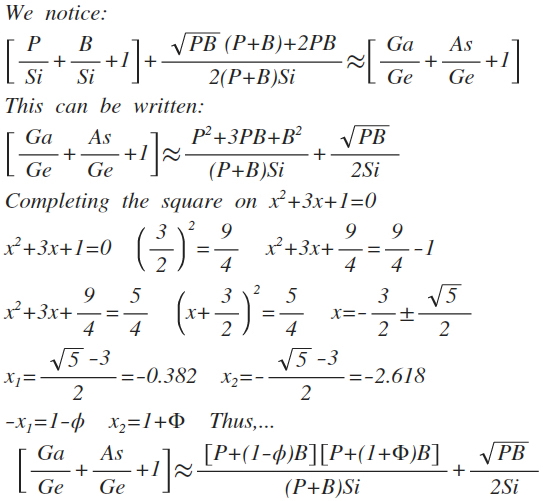 We notice:
[P/Si + B/Si + 1] + (√PB (P+B)+2PB)/(2(P+B)Si) ≈ [Ga/Ge + As/Ge + 1]
This can be written:
[Ga/Ge + As/Ge + 1] ≈ (P²+3PB+B²)/((P+B)Si) + √PB/(2Si)
Completing the square on x²+3x+1=0
x²+3x+1=0 (3/2)² = 9/4 x²+3x+ 9/4 = 9/4 -1
x²+3x+ 9/4 = 5/4 (x+ 3/2)² = 5/4 x=- 3/2 ± √5/2
x₁= (√5 -3)/2 =-0.382 x₂=- (√5 -3)/2 =-2.618
-x₁=1-ϕ x₂=1+Φ Thus,...
[Ga/Ge + As/Ge + 1] ≈ ([P+(1-ϕ)B][P+(1+Φ)B])/((P+B)Si) + √PB/(2Si)